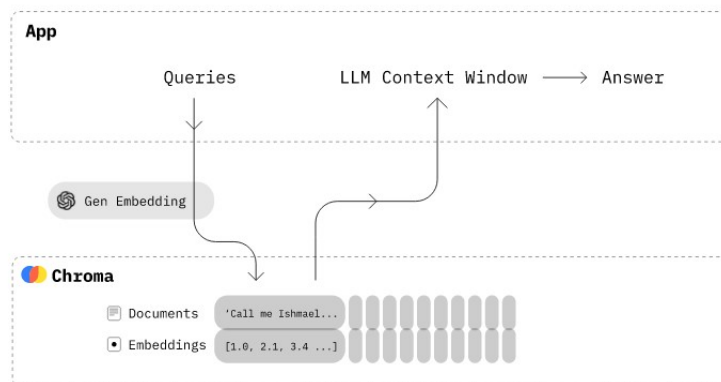 App
Queries
LLM Context Window
Answer
Gen Embedding
Chroma
Documents
'Call me Ishmael...
Embeddings
[1.0, 2.1, 3.4 ...]